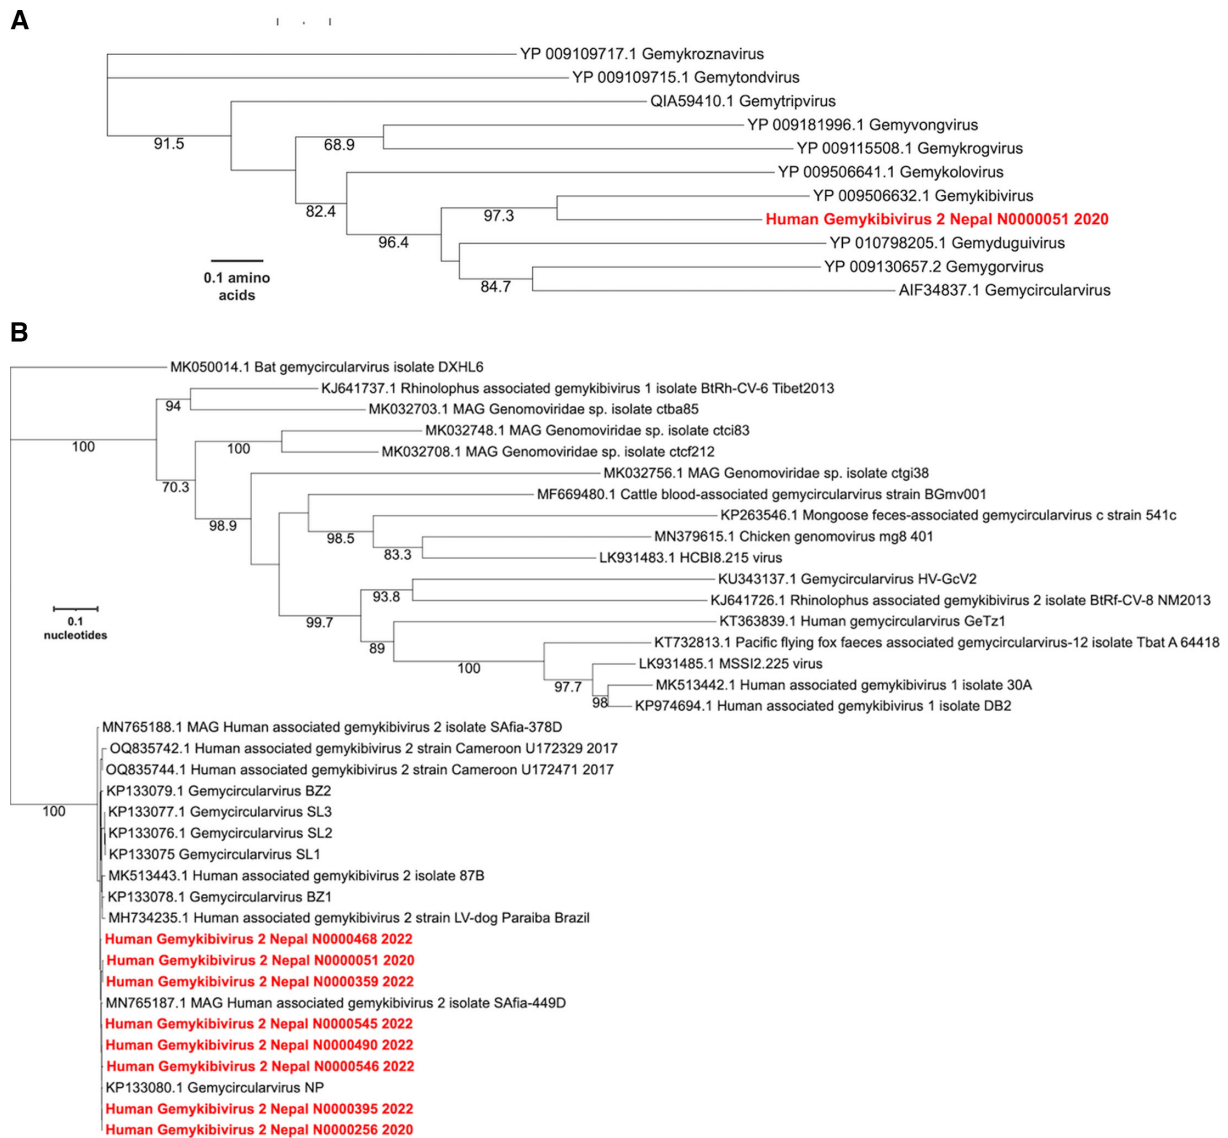 A
YP 009109717.1 Gemykroznavirus
YP 009109715.1 Gemytondvirus
QIA59410.1 Gemytripvirus
YP 009181996.1 Gemyvongvirus
91.5
68.9
YP 009115508.1 Gemykrogvirus
YP 009506641.1 Gemykolovirus
YP 009506632.1 Gemykibivirus
82.4
97.3
Human Gemykibivirus 2 Nepal N0000051 2020
96.4
YP 010798205.1 Gemyduguivirus
0.1 amino
acids
YP 009130657.2 Gemygorvirus
84.7
AIF34837.1 Gemycircularvirus
B
MK050014.1 Bat gemycircularvirus isolate DXHL6
KJ641737.1 Rhinolophus associated gemykibivirus 1 isolate BtRh-CV-6 Tibet2013
94
MK032703.1 MAG Genomoviridae sp. isolate ctba85
MK032748.1 MAG Genomoviridae sp. isolate ctci83
100
100
MK032708.1 MAG Genomoviridae sp. isolate ctcf212
MK032756.1 MAG Genomoviridae sp. isolate ctgi38
70.3
MF669480.1 Cattle blood-associated gemycircularvirus strain BGmv001
KP263546.1 Mongoose feces-associated gemycircularvirus c strain 541c
98.9
98.5
MN379615.1 Chicken genomovirus mg8 401
83.3
LK931483.1 HCBI8.215 virus
KU343137.1 Gemycircularvirus HV-GcV2
93.8
KJ641726.1 Rhinolophus associated gemykibivirus 2 isolate BtRf-CV-8 NM2013
0.1
nucleotides
99.7
KT363839.1 Human gemycircularvirus GeTz1
KT732813.1 Pacific flying fox faeces associated gemycircularvirus-12 isolate Tbat A 64418
89
100
LK931485.1 MSSI2.225 virus
97.7
MK513442.1 Human associated gemykibivirus 1 isolate 30A
98
KP974694.1 Human associated gemykibivirus 1 isolate DB2
MN765188.1 MAG Human associated gemykibivirus 2 isolate SAfia-378D
OQ835742.1 Human associated gemykibivirus 2 strain Cameroon U172329 2017
OQ835744.1 Human associated gemykibivirus 2 strain Cameroon U172471 2017
KP133079.1 Gemycircularvirus BZ2
100
KP133077.1 Gemycircularvirus SL3
KP133076.1 Gemycircularvirus SL2
KP133075 Gemycircularvirus SL1
MK513443.1 Human associated gemykibivirus 2 isolate 87B
KP133078.1 Gemycircularvirus BZ1
MH734235.1 Human associated gemykibivirus 2 strain LV-dog Paraiba Brazil
Human Gemykibivirus 2 Nepal N0000468 2022
Human Gemykibivirus 2 Nepal N0000051 2020
Human Gemykibivirus 2 Nepal N0000359 2022
MN765187.1 MAG Human associated gemykibivirus 2 isolate SAfia-449D
Human Gemykibivirus 2 Nepal N0000545 2022
Human Gemykibivirus 2 Nepal N0000490 2022
Human Gemykibivirus 2 Nepal N0000546 2022
KP133080.1 Gemycircularvirus NP
Human Gemykibivirus 2 Nepal N0000395 2022
Human Gemykibivirus 2 Nepal N0000256 2020